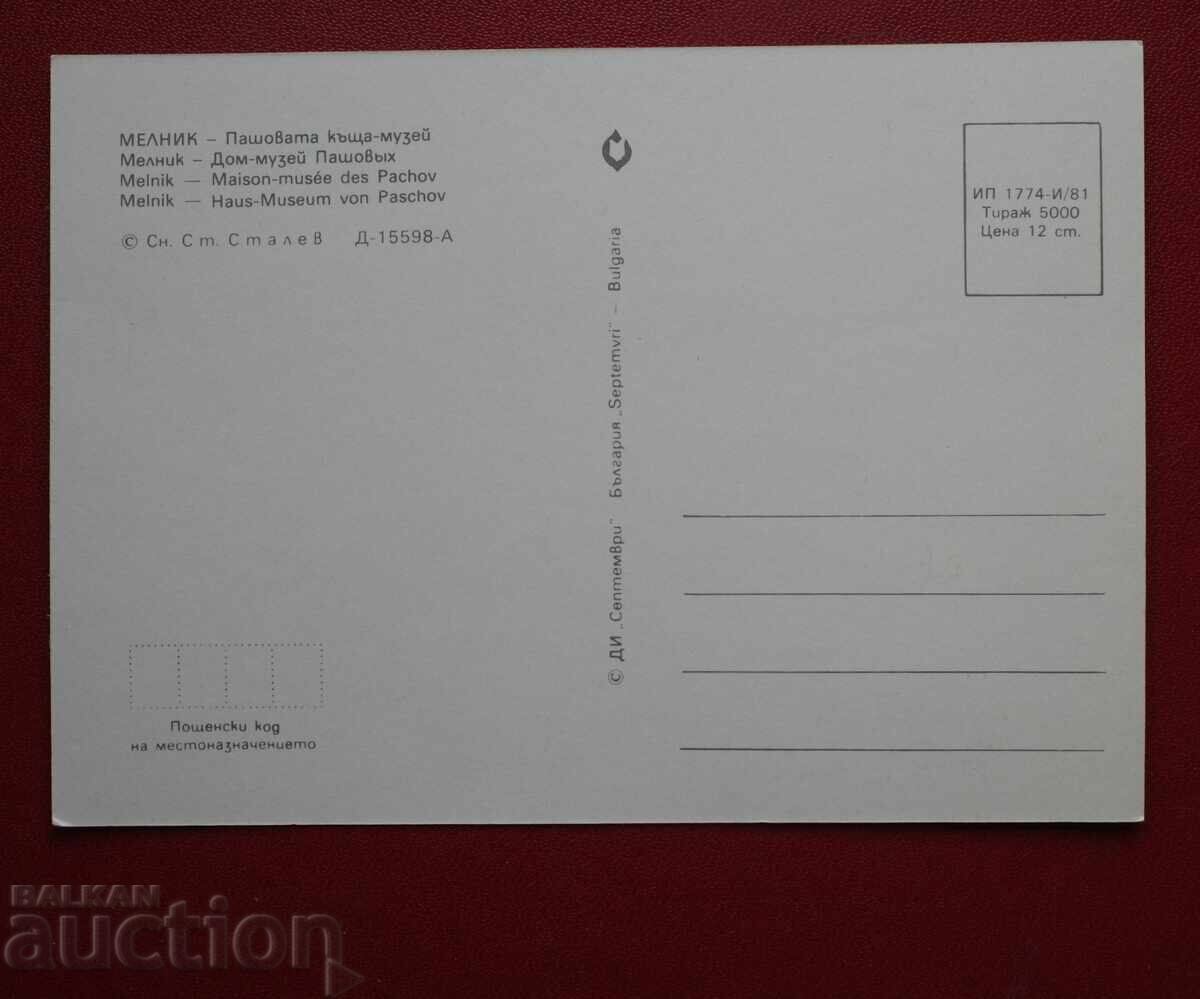 МЕЛНИК – Пашовата къща-музей
Мелник – Дом-музей Пашовых
Melnik — Maison-musée des Pachov
Melnik — Haus-Museum von Paschov
© Сн. Ст. Сталев Д-15598-А
© ДИ „Септември" България „Septemvri" – Bulgaria
ИП 1774-И/81
Тираж 5000
Цена 12 ст.
Пощенски код
на местоназначението
BALKAN
auction